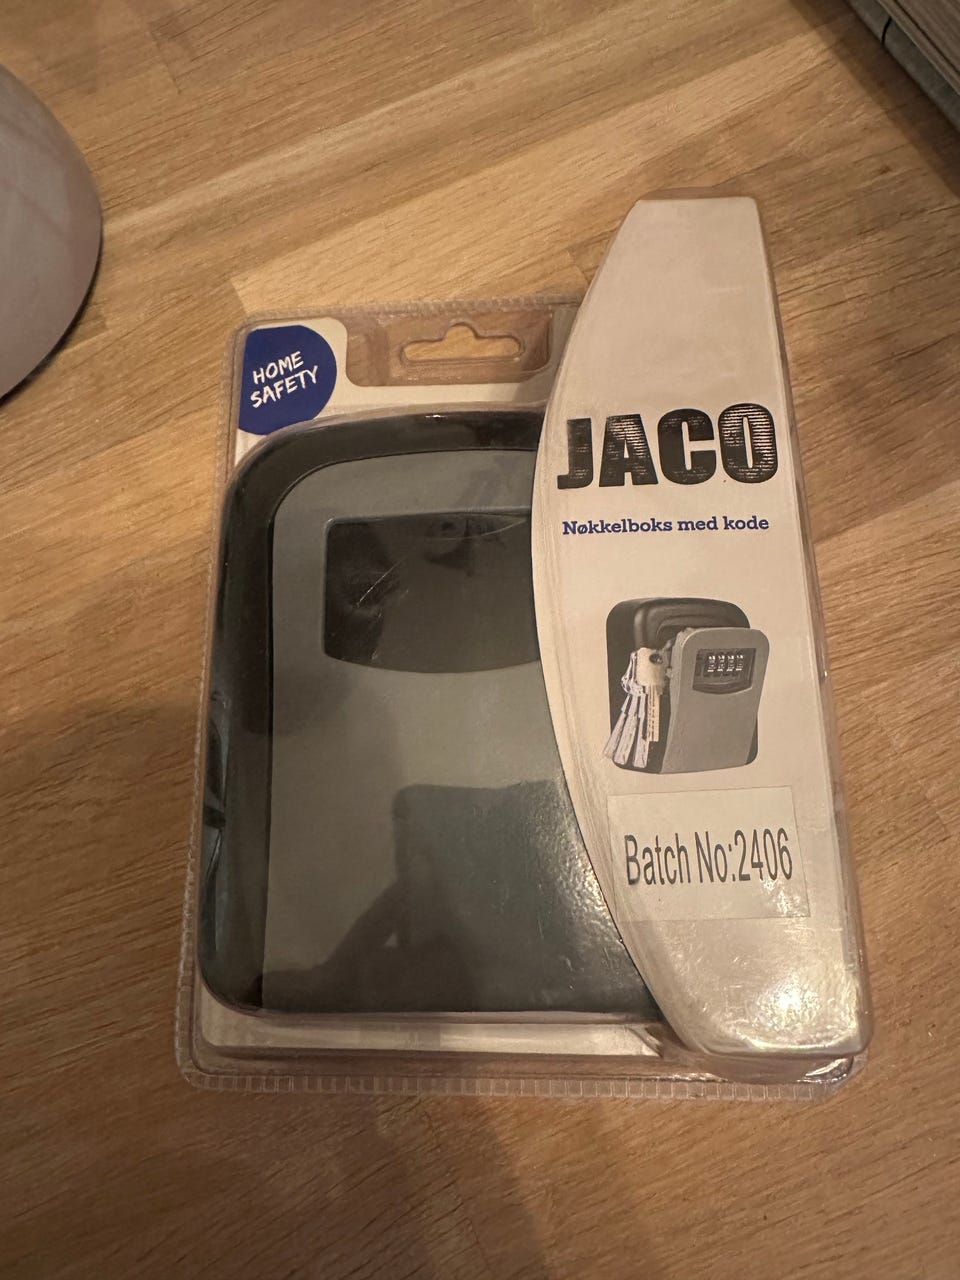 HOME
SAFETY
JACO
Nøkkelboks med kode
Batch No:2406